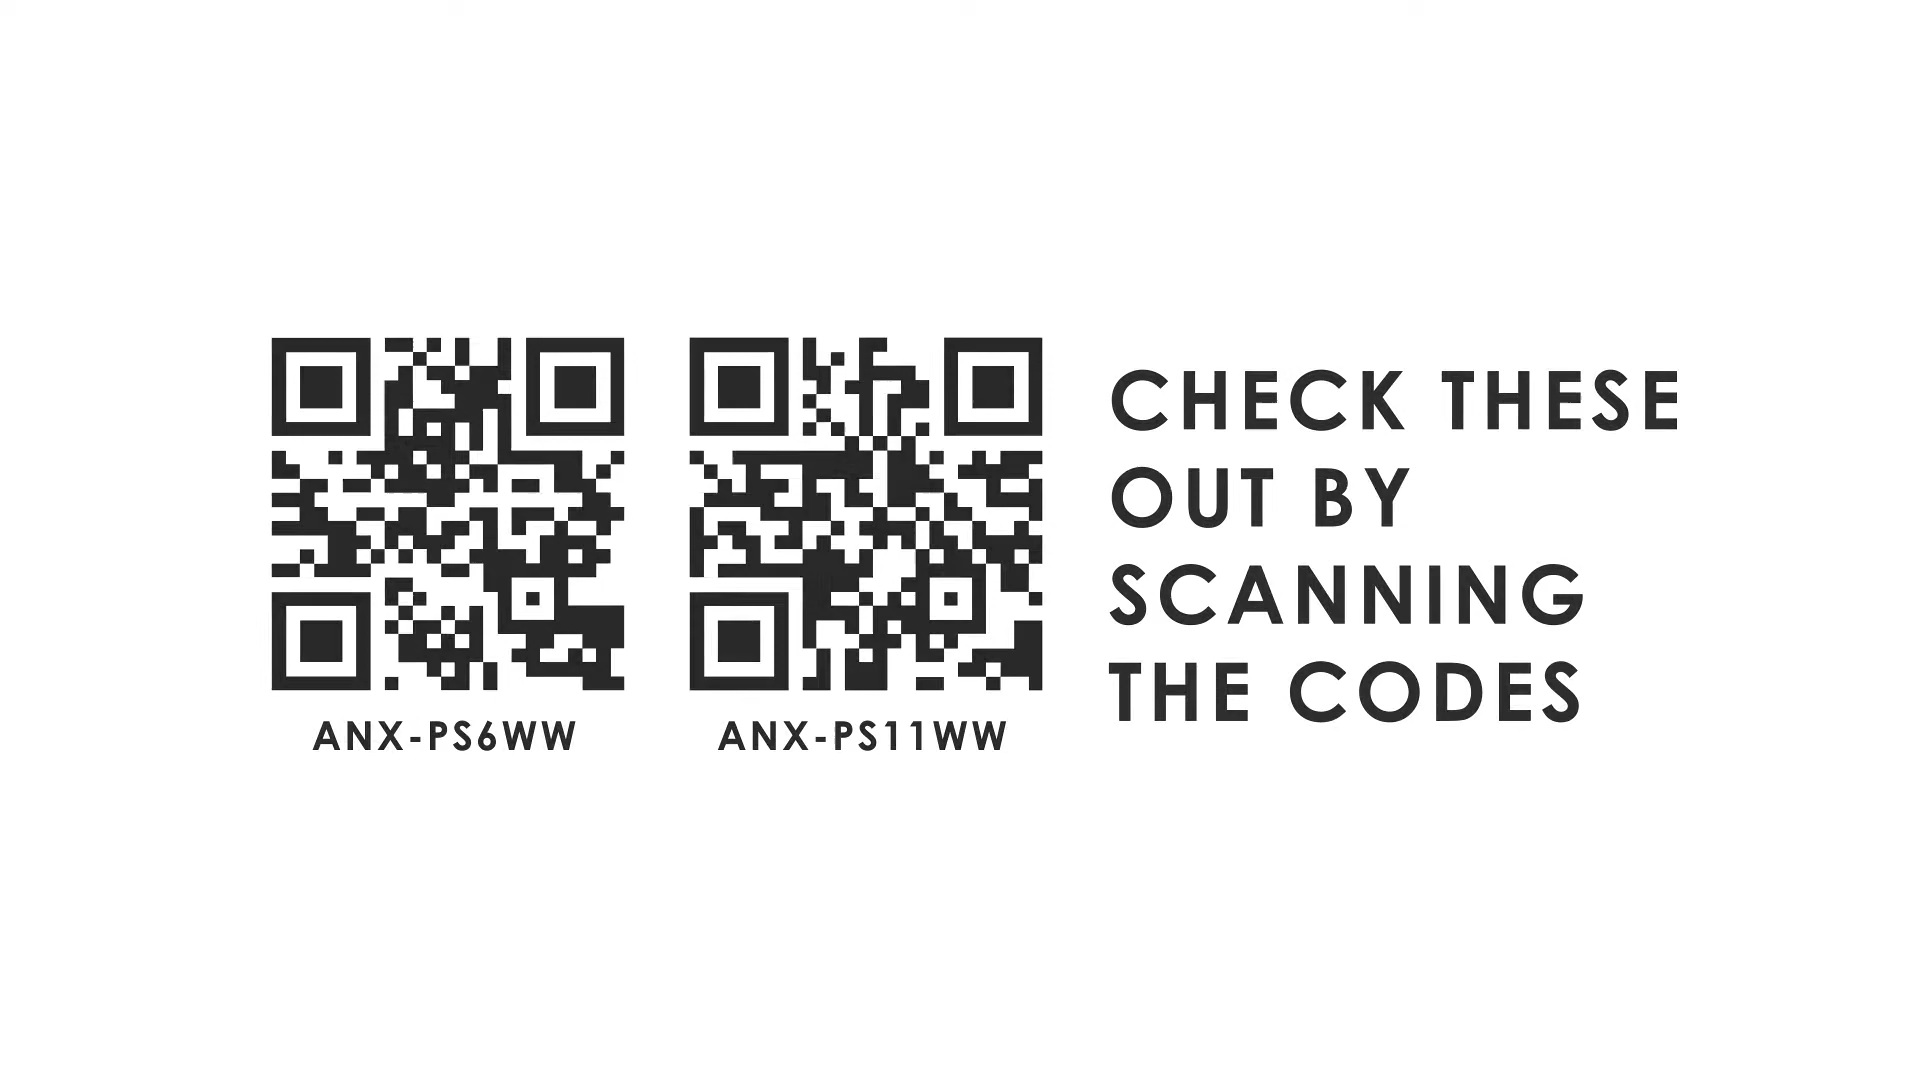 ANX-PS6WW
ANX-PS11WW
CHECK THESE
OUT BY
SCANNING
THE CODES